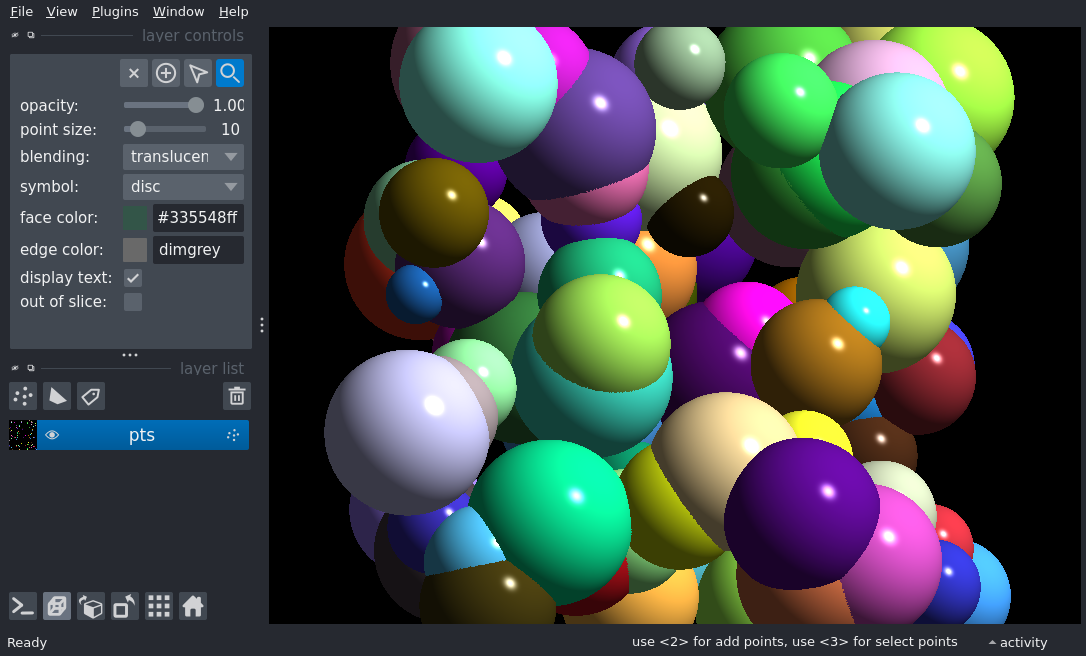 File View Plugins Window Help
layer controls
opacity: 1.00
point size: 10
blending: translucen
symbol: disc
face color: #335548ff
edge color: dimgrey
display text:
out of slice:
layer list
pts
Ready
use <2> for add points, use <3> for select points
activity